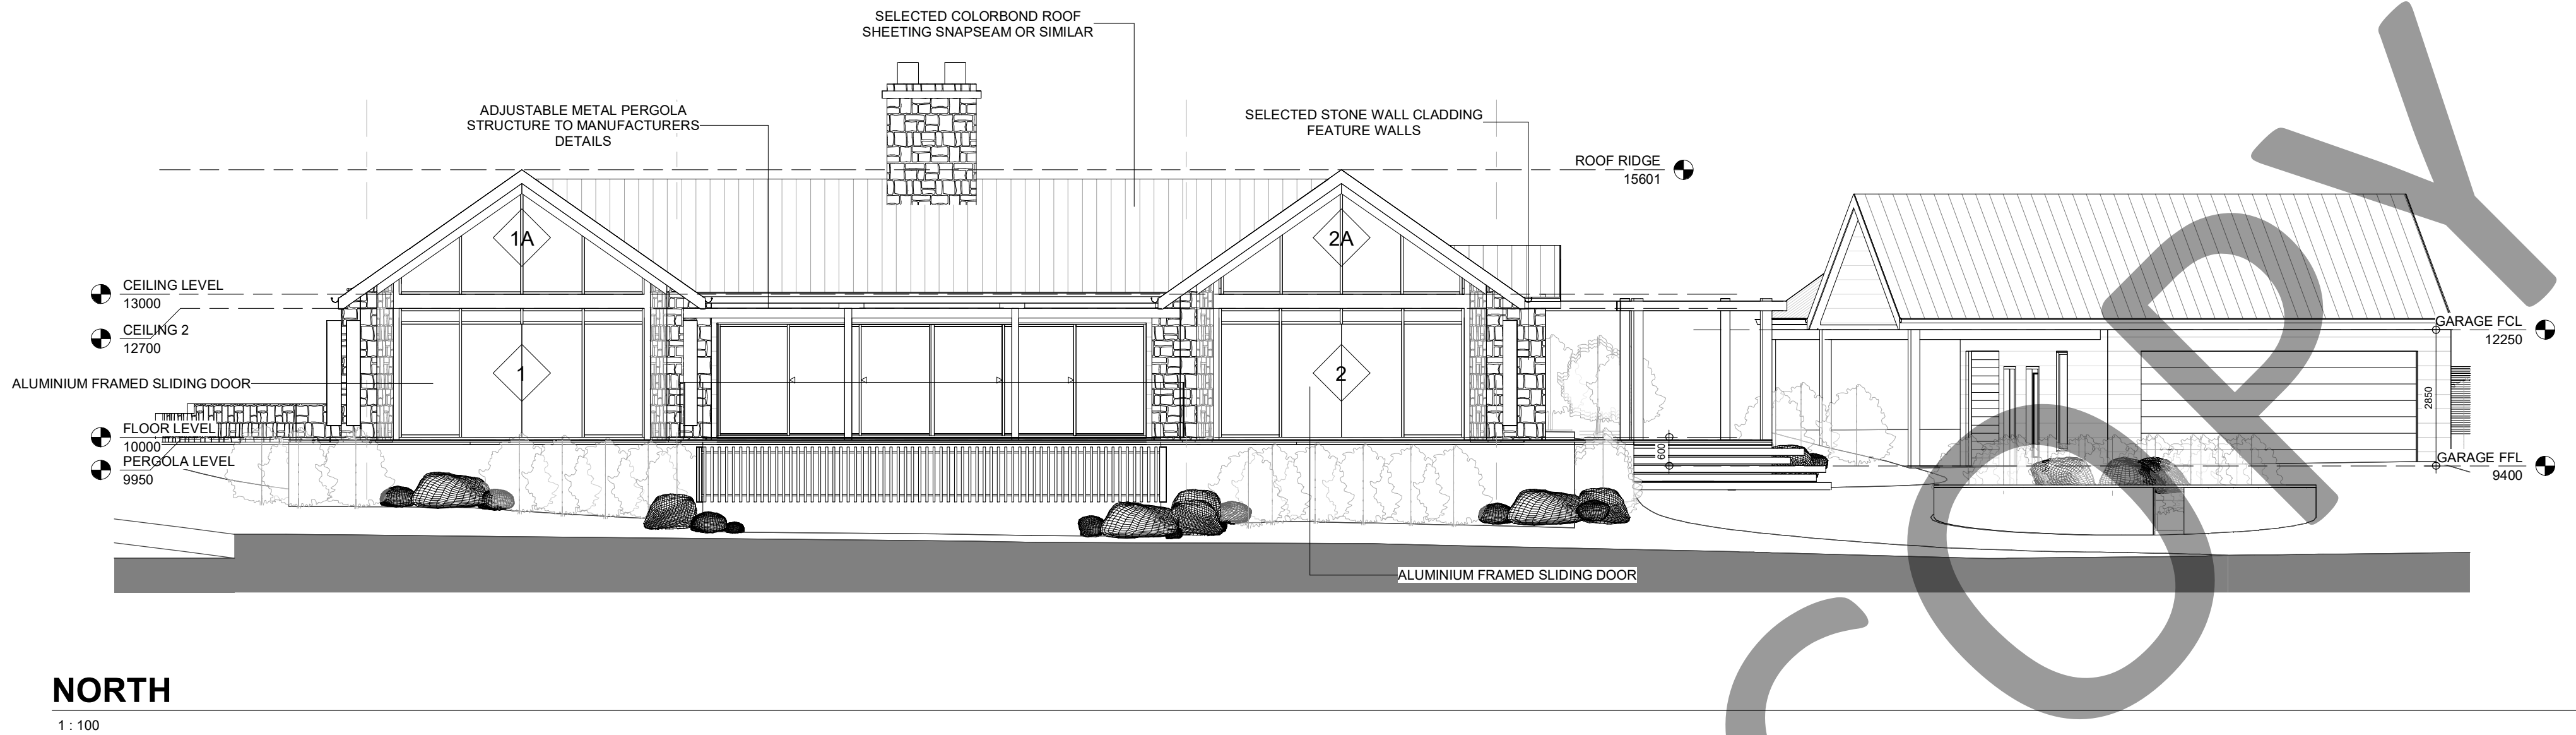 SELECTED COLORBOND ROOF
SHEETING SNAPSEAM OR SIMILAR
ADJUSTABLE METAL PERGOLA
STRUCTURE TO MANUFACTURERS
DETAILS
SELECTED STONE WALL CLADDING
FEATURE WALLS
ROOF RIDGE
15601
1A
2A
CEILING LEVEL
13000
CEILING 2
12700
GARAGE FCL
12250
ALUMINIUM FRAMED SLIDING DOOR
1
2
2850
FLOOR LEVEL
10000
PERGOLA LEVEL
9950
600
GARAGE FFL
9400
ALUMINIUM FRAMED SLIDING DOOR
NORTH
1 : 100
COPY